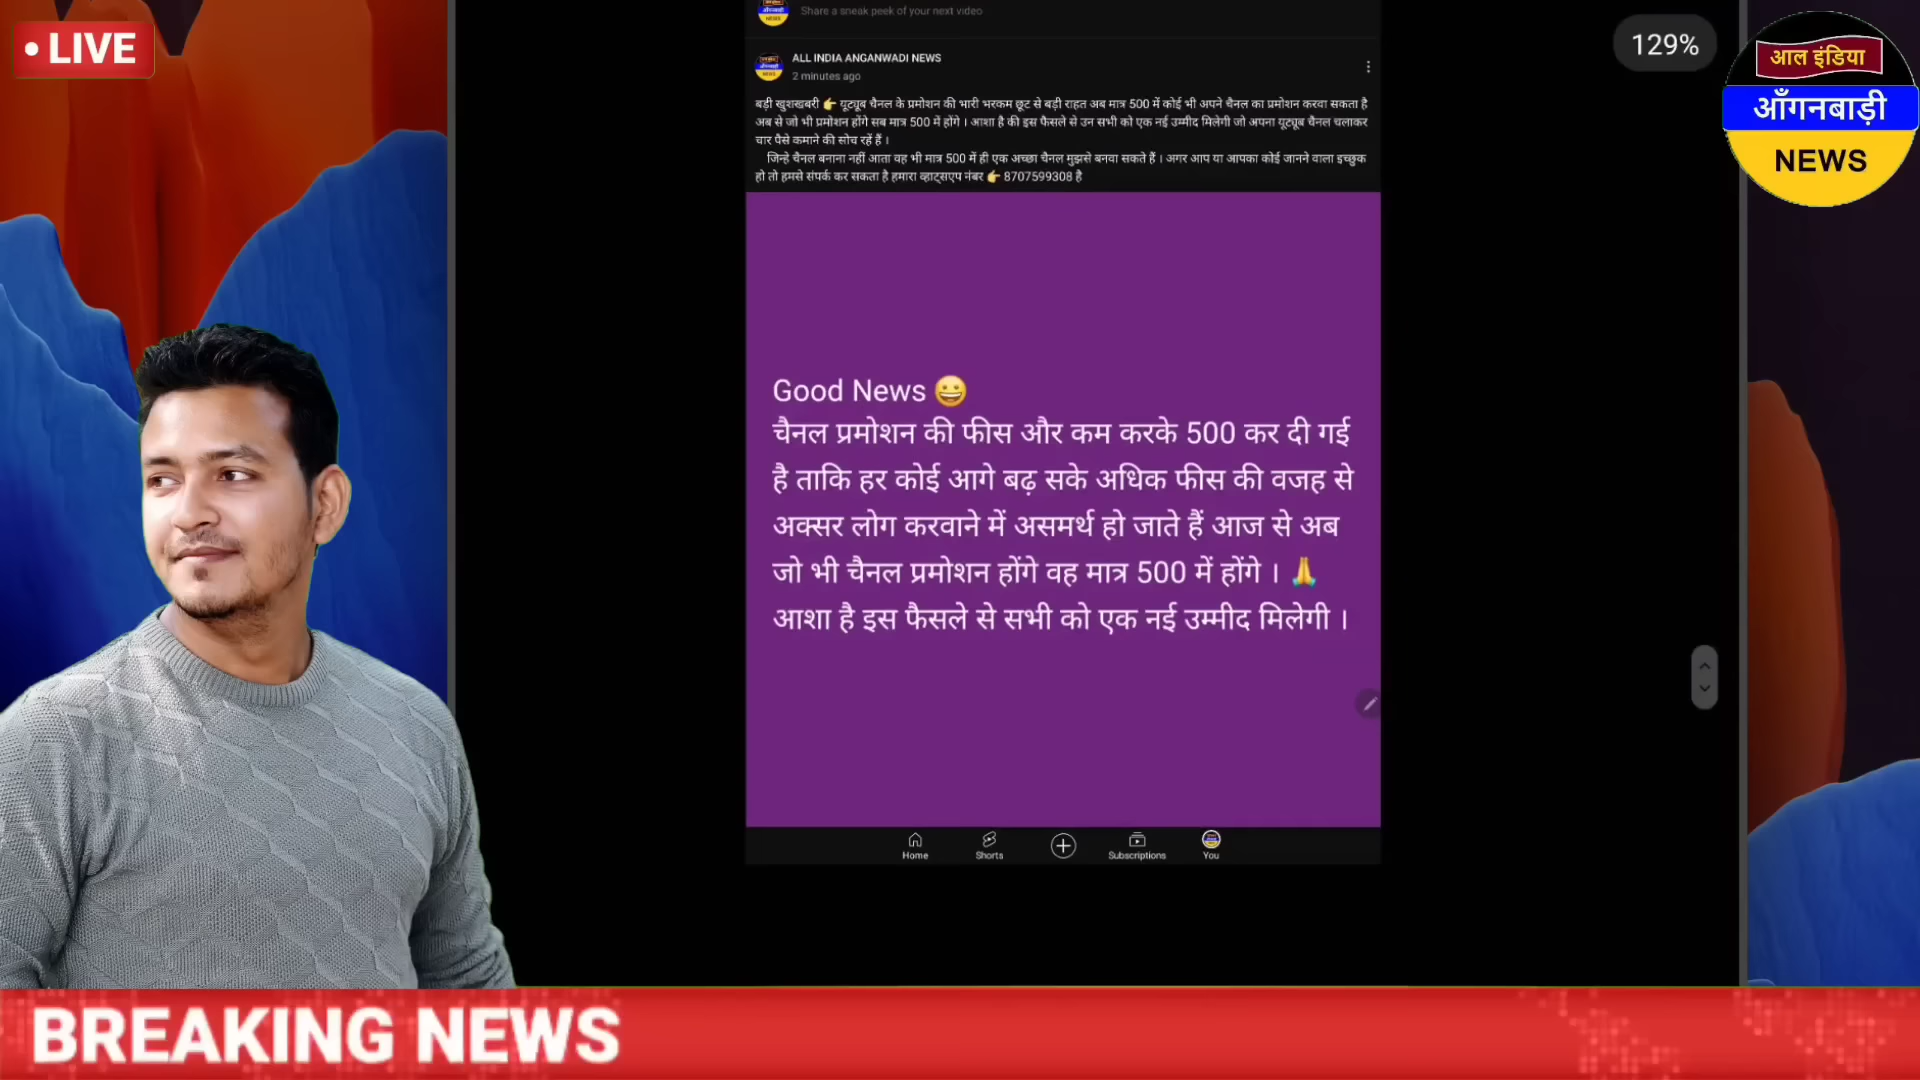 LIVE
129%
आल इंडिया
आँगनबाड़ी
NEWS
Share a sneak peek of your next video
ALL INDIA ANGANWADI NEWS
2 minutes ago
बड़ी खुशखबरी 👉 यूट्यूब चैनल के प्रमोशन की भारी भरकम छूट से बड़ी राहत अब मात्र 500 में कोई भी अपने चैनल का प्रमोशन करवा सकता है
अब से जो भी प्रमोशन होंगे सब मात्र 500 में होंगे । आशा है की इस फैसले से उन सभी को एक नई उम्मीद मिलेगी जो अपना यूट्यूब चैनल चलाकर
चार पैसे कमाने की सोच रहें हैं ।
जिन्हे चैनल बनाना नहीं आता वह भी मात्र 500 में ही एक अच्छा चैनल मुझसे बनवा सकते हैं । अगर आप या आपका कोई जानने वाला इच्छुक
हो तो हमसे संपर्क कर सकता है हमारा व्हाट्सएप नंबर 👉 8707599308 है
Good News 😀
चैनल प्रमोशन की फीस और कम करके 500 कर दी गई
है ताकि हर कोई आगे बढ़ सके अधिक फीस की वजह से
अक्सर लोग करवाने में असमर्थ हो जाते हैं आज से अब
जो भी चैनल प्रमोशन होंगे वह मात्र 500 में होंगे । 🙏
आशा है इस फैसले से सभी को एक नई उम्मीद मिलेगी ।
Home
Shorts
Subscriptions
You
BREAKING NEWS